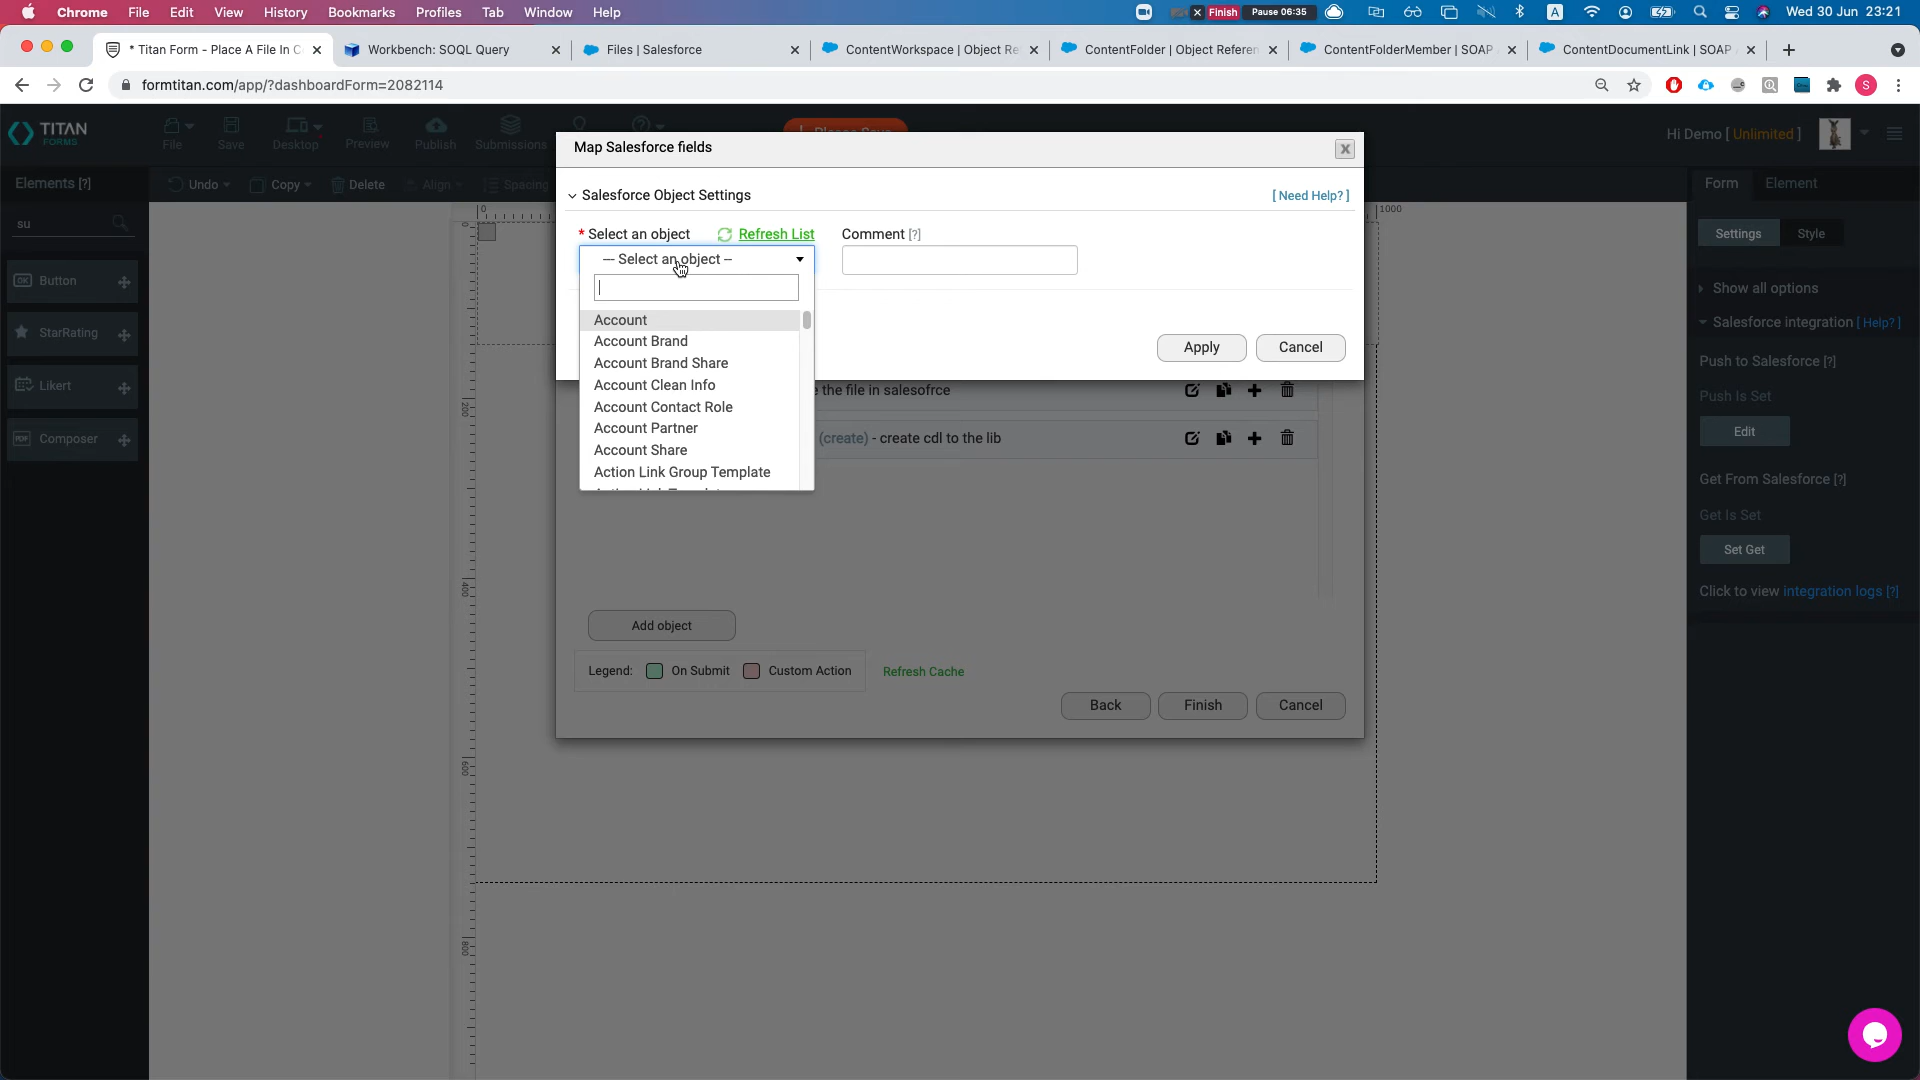 Chrome File Edit View History Bookmarks Profiles Tab Window Help
Finish Pause 06:35 A Wed 30 Jun 23:21
* Titan Form - Place A File In C
Workbench: SOQL Query
Files | Salesforce
ContentWorkspace | Object Re
ContentFolder | Object Referen
ContentFolderMember | SOAP
ContentDocumentLink | SOAP
formtitan.com/app/?dashboardForm=2082114
S
TITAN
FORMS
File Save Desktop Preview Publish Submissions
Hi Demo [ Unlimited ]
Elements [?]
Undo Copy Delete Align Spacing
su
Button
StarRating
Likert
Composer
0
1000
0
200
400
600
800
Map Salesforce fields
X
Salesforce Object Settings
[ Need Help? ]
* Select an object Refresh List Comment [?]
--- Select an object --
Account
Account Brand
Account Brand Share
Account Clean Info
Account Contact Role
Account Partner
Account Share
Action Link Group Template
Apply Cancel
e the file in salesofrce
(create) - create cdl to the lib
Add object
Legend: On Submit Custom Action Refresh Cache
Back Finish Cancel
Form Element
Settings Style
Show all options
Salesforce integration [ Help? ]
Push to Salesforce [?]
Push Is Set
Edit
Get From Salesforce [?]
Get Is Set
Set Get
Click to view integration logs [?]